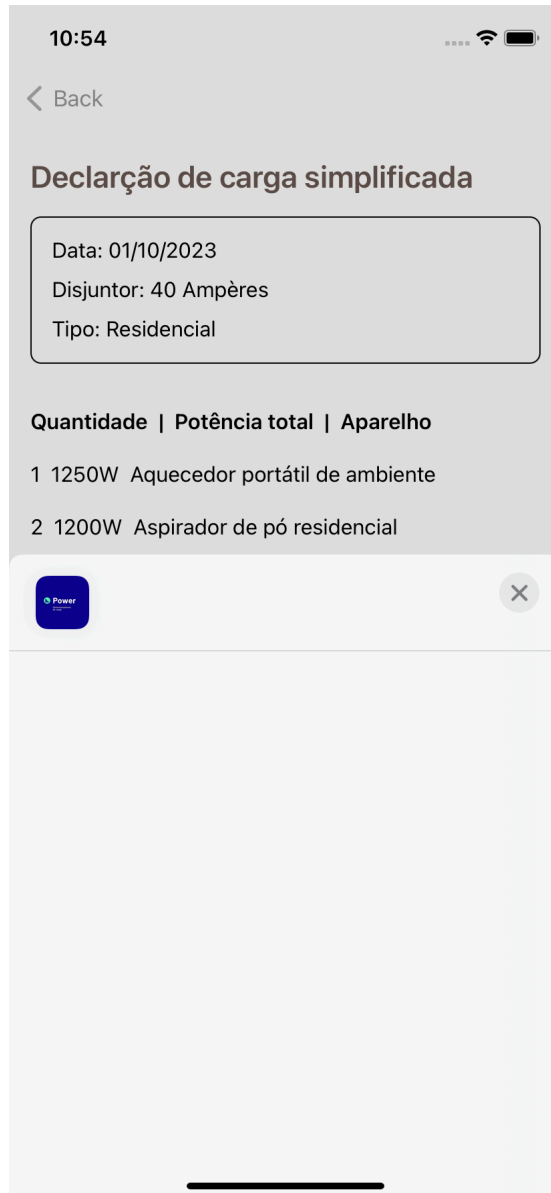 10:54
Back
Declarção de carga simplificada
Data: 01/10/2023
Disjuntor: 40 Ampères
Tipo: Residencial
Quantidade | Potência total | Aparelho
1 1250W Aquecedor portátil de ambiente
2 1200W Aspirador de pó residencial
Power